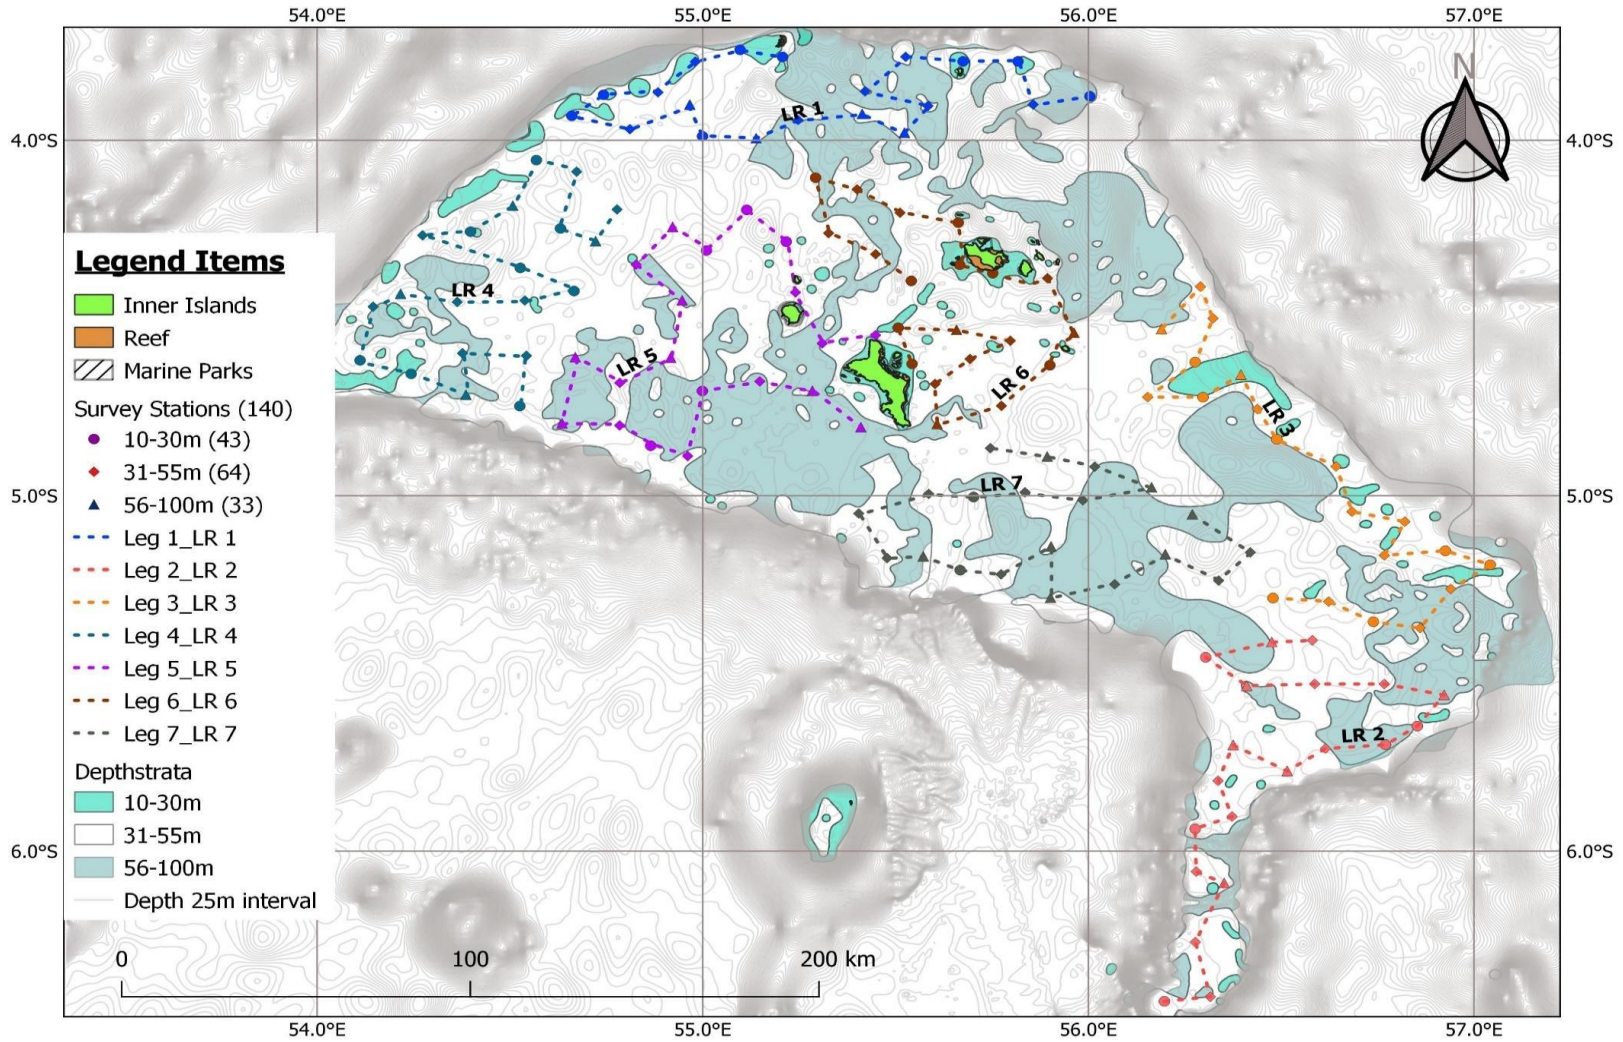 54.0°E 55.0°E 56.0°E 57.0°E
N
LR 1
4.0°S 4.0°S
Legend Items
Inner Islands
Reef
Marine Parks
Survey Stations (140)
10-30m (43)
31-55m (64)
56-100m (33)
Leg 1_LR 1
Leg 2_LR 2
Leg 3_LR 3
Leg 4_LR 4
Leg 5_LR 5
Leg 6_LR 6
Leg 7_LR 7
Depthstrata
10-30m
31-55m
56-100m
Depth 25m interval
LR 4
LR 5
LR 6
LR 3
LR 7
5.0°S 5.0°S
LR 2
6.0°S 6.0°S
0 100 200 km
54.0°E 55.0°E 56.0°E 57.0°E